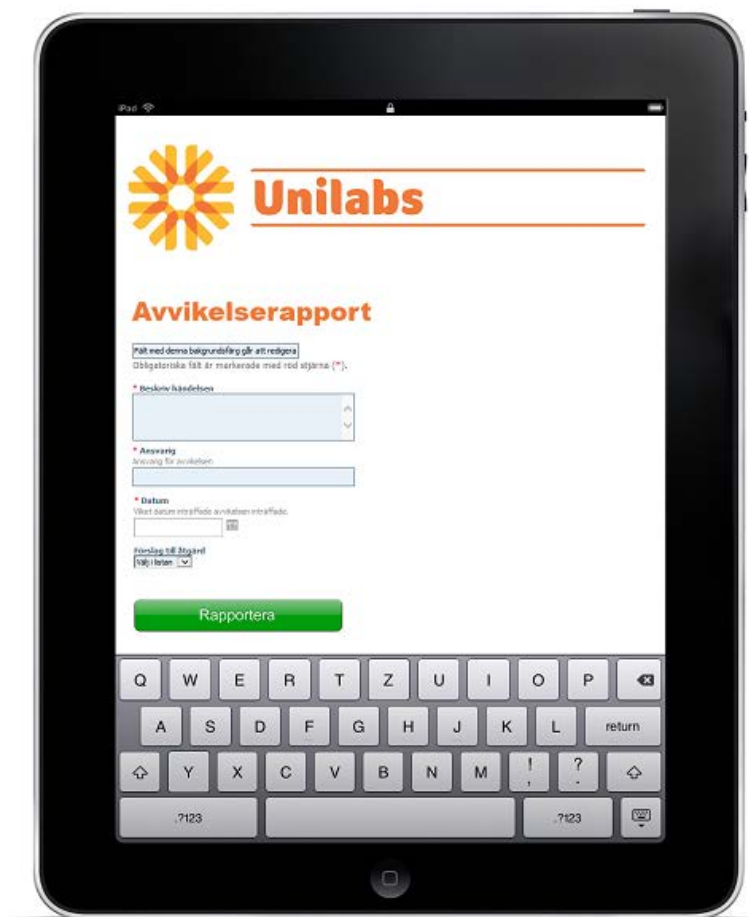 iPad
Unilabs
Avvikelserapport
Fält med denna bakgrundsfärg går att redigera
Obligatoriska fält är markerade med röd stjärna (*).
* Beskriv händelsen
* Ansvarig
Ansvarig för avvikelsen
* Datum
Vilket datum inträffade avvikelsen inträffade.
Förslag till åtgärd
Välj i listan
Rapportera
Q W E R T Z U I O P
A S D F G H J K L return
Y X C V B N M ! , ? .
.?123 .?123